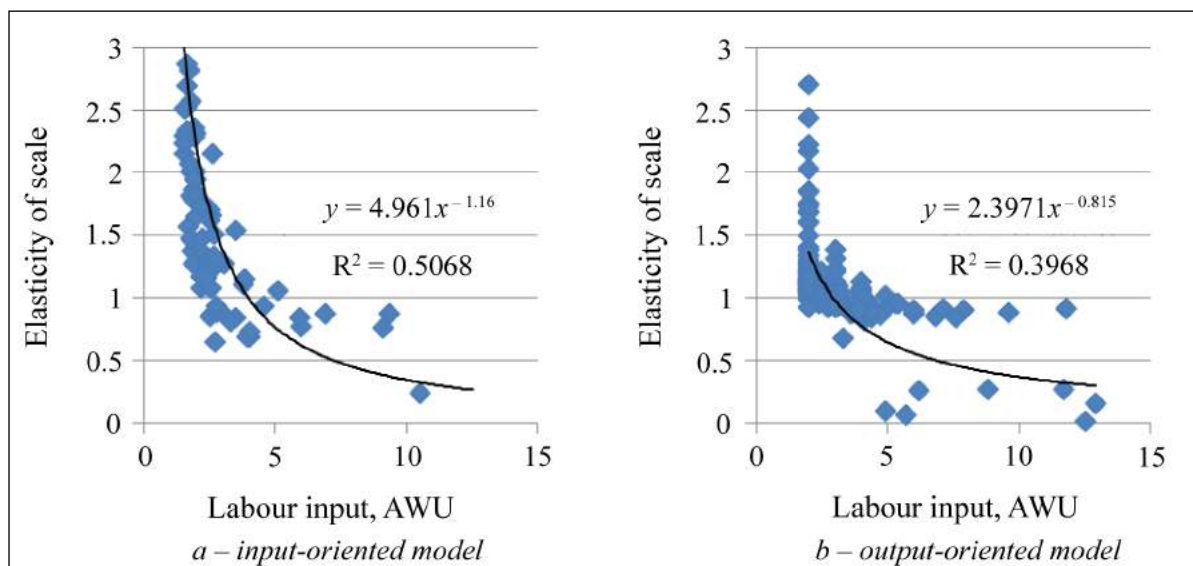 3
2.5
2
1.5
1
0.5
0
0 5 10 15
Elasticity of scale
y = 4.961x^– 1.16
R² = 0.5068
Labour input, AWU
a – input-oriented model
3
2.5
2
1.5
1
0.5
0
0 5 10 15
Elasticity of scale
y = 2.3971x^– 0.815
R² = 0.3968
Labour input, AWU
b – output-oriented model